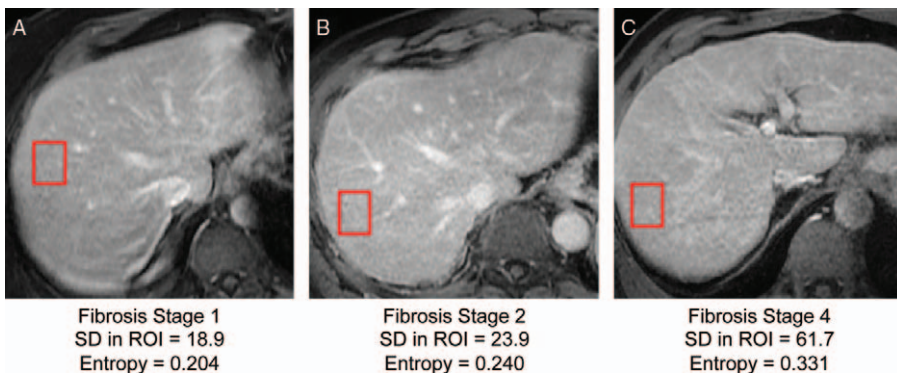 A
B
C
Fibrosis Stage 1
SD in ROI = 18.9
Entropy = 0.204
Fibrosis Stage 2
SD in ROI = 23.9
Entropy = 0.240
Fibrosis Stage 4
SD in ROI = 61.7
Entropy = 0.331